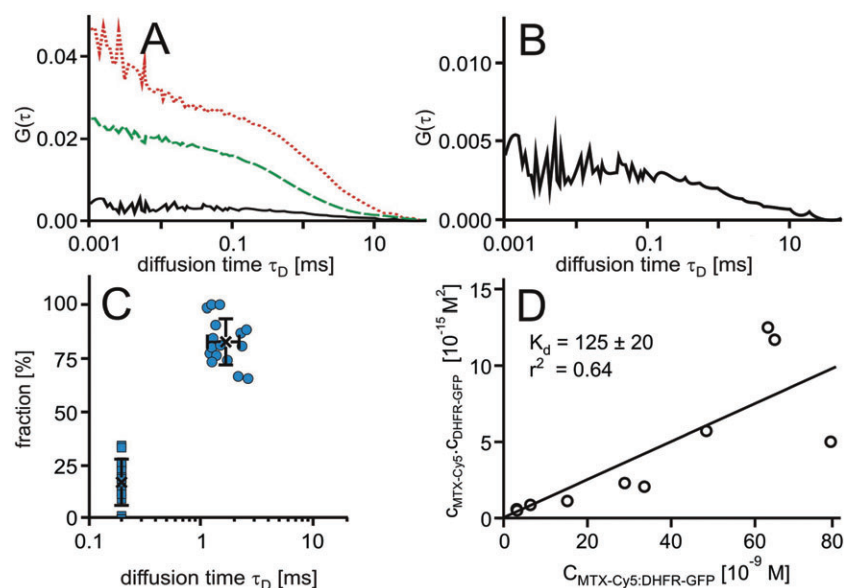 A
G(τ)
0.04
0.02
0.00
0.001
0.1
10
diffusion time τD [ms]
B
G(τ)
0.010
0.005
0.000
0.001
0.1
10
diffusion time τD [ms]
C
fraction [%]
100
75
50
25
0
0.1
1
10
diffusion time τD [ms]
D
cMTX-Cy5·cDHFR-GFP [10⁻¹⁵ M²]
15
10
5
0
Kd = 125 ± 20
r² = 0.64
0
20
40
60
80
CMTX-Cy5:DHFR-GFP [10⁻⁹ M]